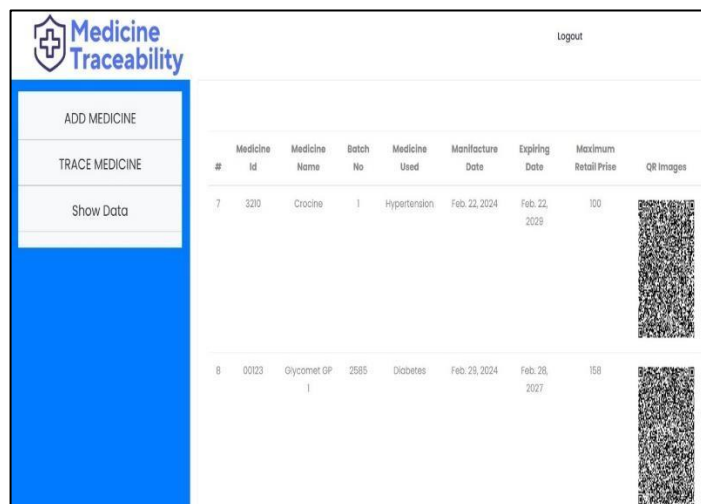 Medicine
Traceability
Logout
ADD MEDICINE
TRACE MEDICINE
Show Data
# Medicine Id Medicine Name Batch No Medicine Used Manifacture Date Expiring Date Maximum Retail Prise QR Images
7 3210 Crocine 1 Hypertension Feb. 22, 2024 Feb. 22, 2029 100
8 00123 Glycomet GP 1 2585 Diabetes Feb. 29, 2024 Feb. 28, 2027 158